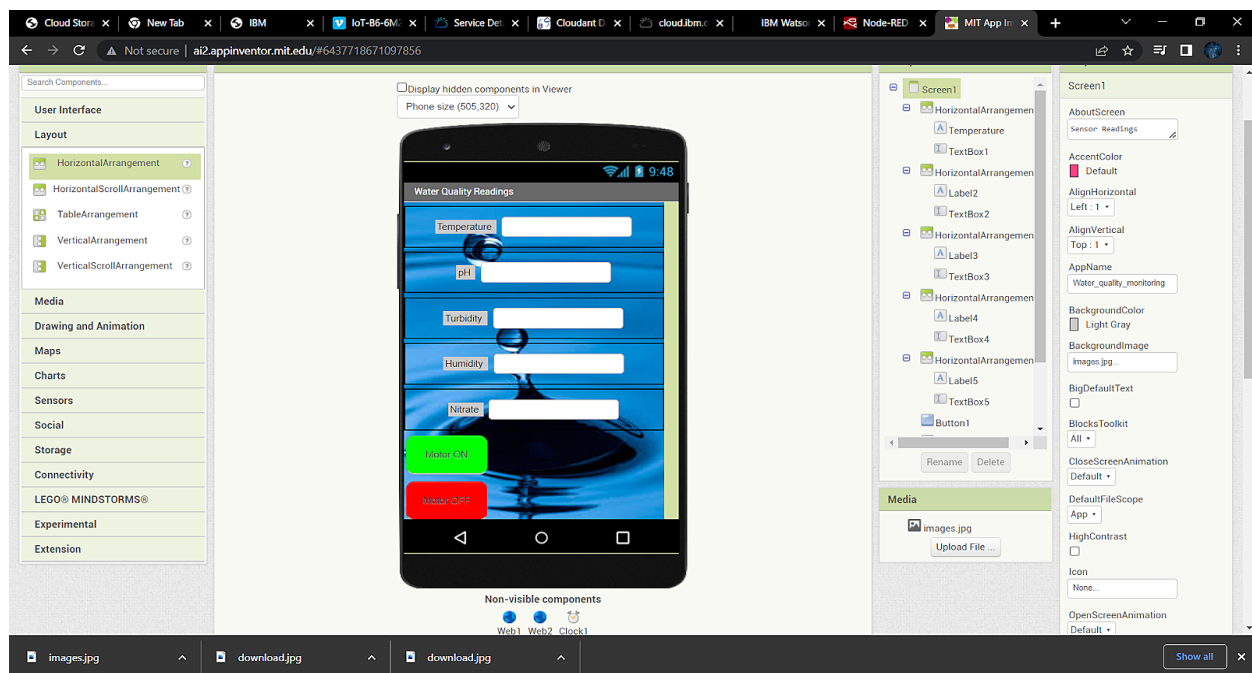 Cloud Stora
New Tab
IBM
IoT-B6-6M
Service Det
Cloudant D
cloud.ibm.c
IBM Watso
Node-RED
MIT App In
Not secure
ai2.appinventor.mit.edu/#6437718671097856
Search Components...
User Interface
Layout
HorizontalArrangement
HorizontalScrollArrangement
TableArrangement
VerticalArrangement
VerticalScrollArrangement
Media
Drawing and Animation
Maps
Charts
Sensors
Social
Storage
Connectivity
LEGO® MINDSTORMS®
Experimental
Extension
Display hidden components in Viewer
Phone size (505,320)
9:48
Water Quality Readings
Temperature
pH
Turbidity
Humidity
Nitrate
Motor ON
Motor OFF
Non-visible components
Web1 Web2 Clock1
Screen1
HorizontalArrangemen
Temperature
TextBox1
HorizontalArrangemen
Label2
TextBox2
HorizontalArrangemen
Label3
TextBox3
HorizontalArrangemen
Label4
TextBox4
HorizontalArrangemen
Label5
TextBox5
Button1
Rename Delete
Media
images.jpg
Upload File ...
Screen1
AboutScreen
Sensor Readings
AccentColor
Default
AlignHorizontal
Left : 1
AlignVertical
Top : 1
AppName
Water_quality_monitoring
BackgroundColor
Light Gray
BackgroundImage
images.jpg...
BigDefaultText
BlocksToolkit
All
CloseScreenAnimation
Default
DefaultFileScope
App
HighContrast
Icon
None...
OpenScreenAnimation
Default
images.jpg
download.jpg
download.jpg
Show all